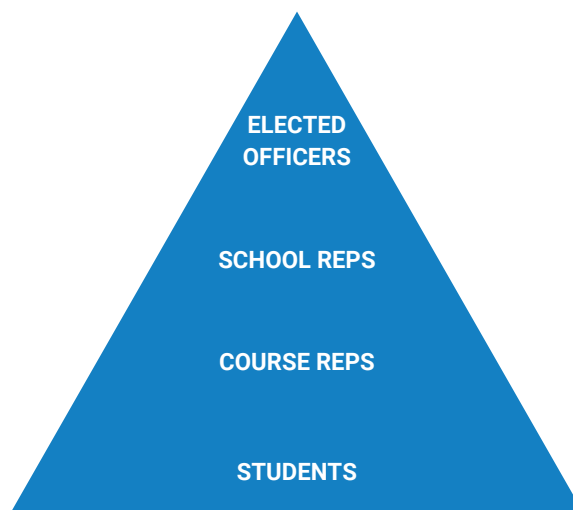 ELECTED
OFFICERS
SCHOOL REPS
COURSE REPS
STUDENTS